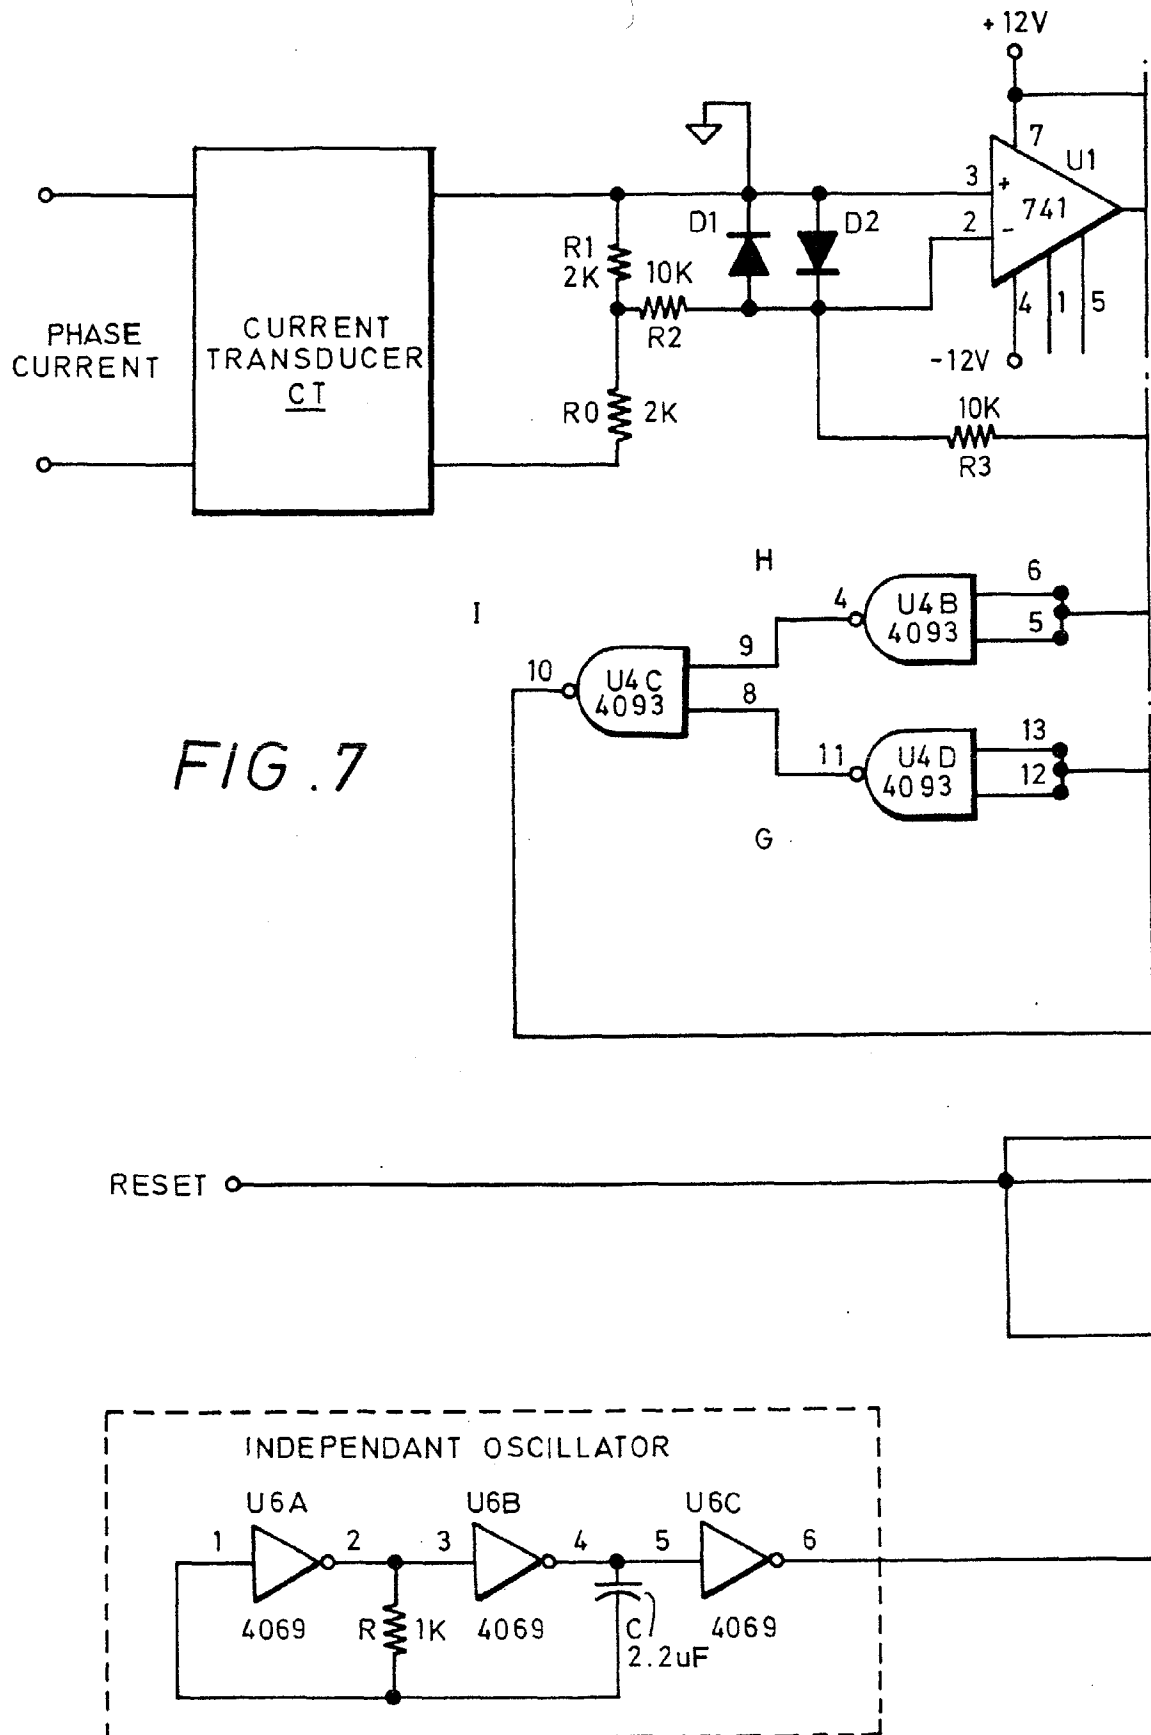 +12V
7
U1
3
+
741
2
-
D1
D2
R1
2K
10K
R2
4
1
5
-12V
PHASE
CURRENT
CURRENT
TRANSDUCER
CT
R0
2K
10K
R3
H
6
I
4
U4B
4093
5
9
10
U4C
4093
8
13
11
U4D
4093
12
FIG.7
G
RESET
INDEPENDANT OSCILLATOR
U6A
U6B
U6C
1
2
3
4
5
6
4069
R
1K
4069
C
2.2uF
4069